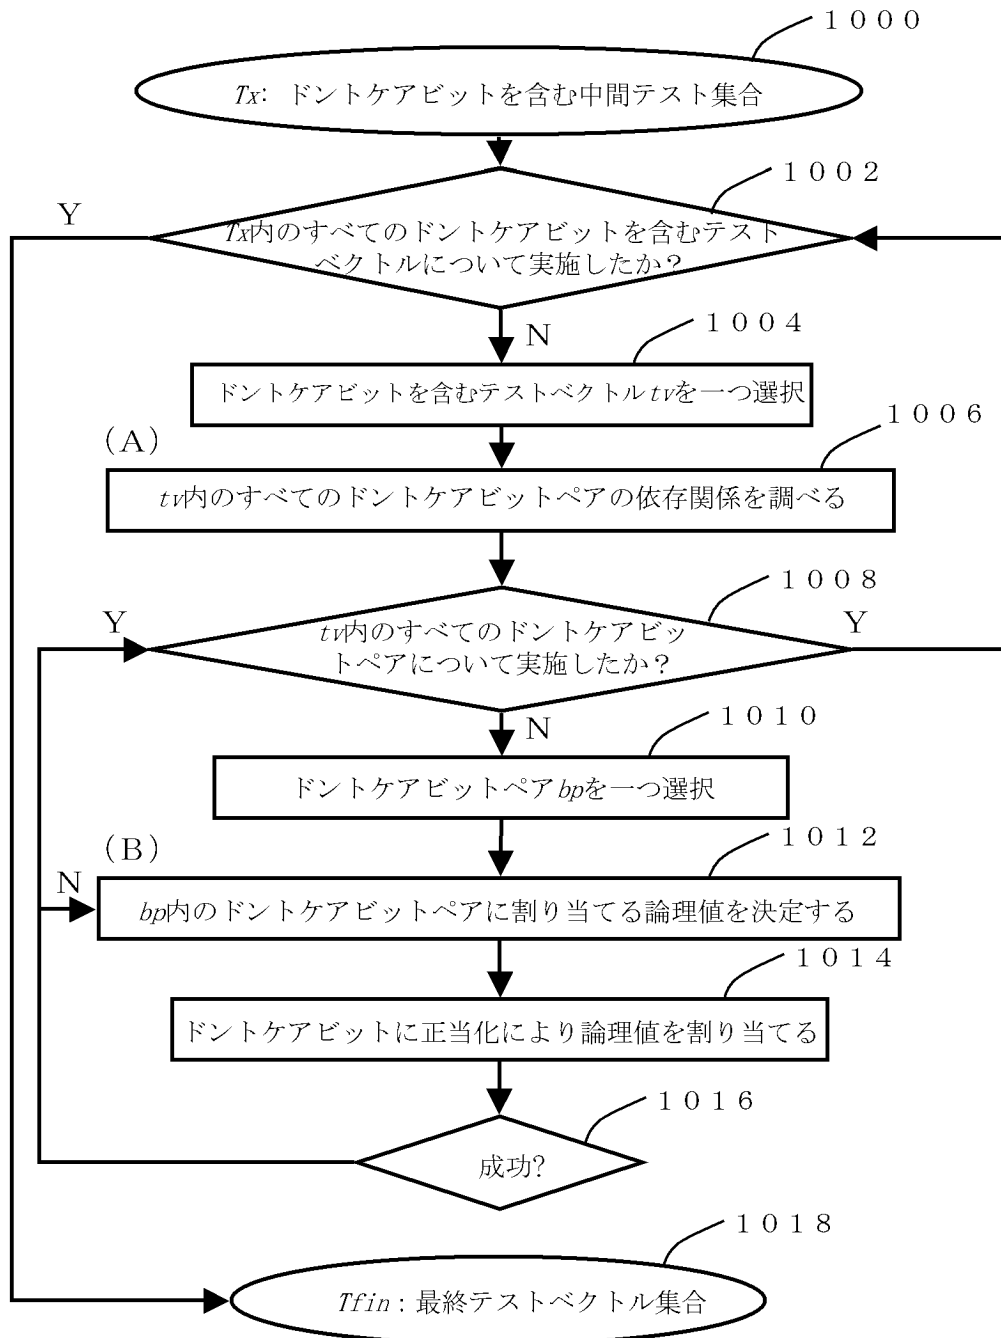 １０００
Tx: ドントケアビットを含む中間テスト集合
１００２
Y
Tx内のすべてのドントケアビットを含むテスト
ベクトルについて実施したか？
N
１００４
ドントケアビットを含むテストベクトルtvを一つ選択
(A)
１００６
tv内のすべてのドントケアビットペアの依存関係を調べる
１００８
Y
tv内のすべてのドントケアビッ
トペアについて実施したか？
Y
N
１０１０
ドントケアビットペアbpを一つ選択
(B)
１０１２
N
bp内のドントケアビットペアに割り当てる論理値を決定する
１０１４
ドントケアビットに正当化により論理値を割り当てる
１０１６
成功?
１０１８
Tfin：最終テストベクトル集合